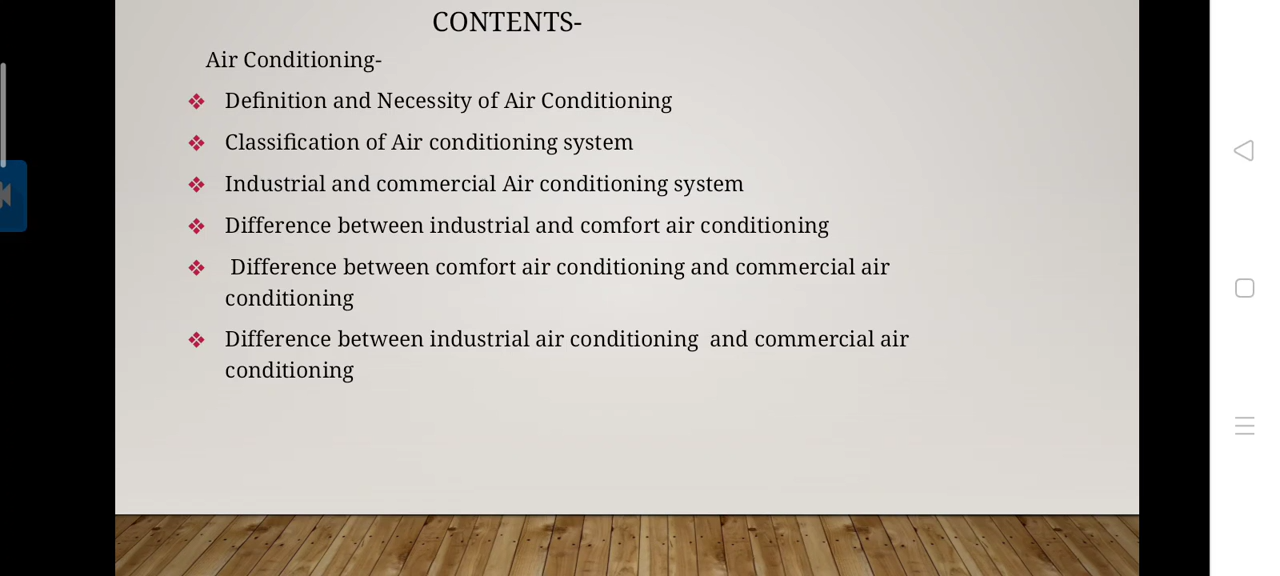 CONTENTS-
Air Conditioning-
❖ Definition and Necessity of Air Conditioning
❖ Classification of Air conditioning system
❖ Industrial and commercial Air conditioning system
❖ Difference between industrial and comfort air conditioning
❖ Difference between comfort air conditioning and commercial air
conditioning
❖ Difference between industrial air conditioning  and commercial air
conditioning